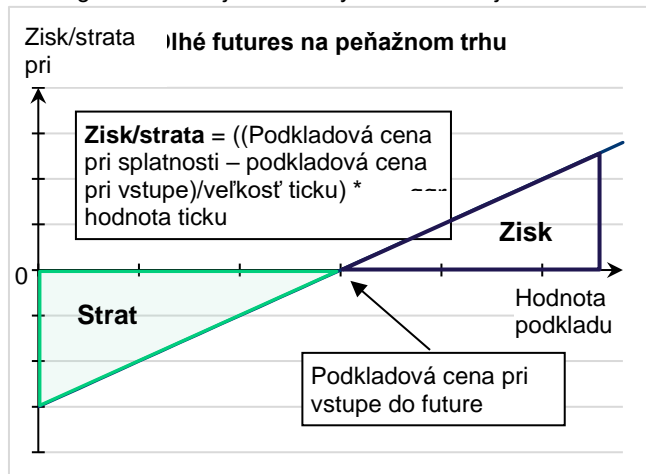 Zisk/strata
pri
lhé futures na peňažnom trhu
Zisk/strata = ((Podkladová cena
pri splatnosti – podkladová cena
pri vstupe)/veľkosť ticku) *
hodnota ticku
Zisk
0
Strat
Hodnota
podkladu
Podkladová cena pri
vstupe do future